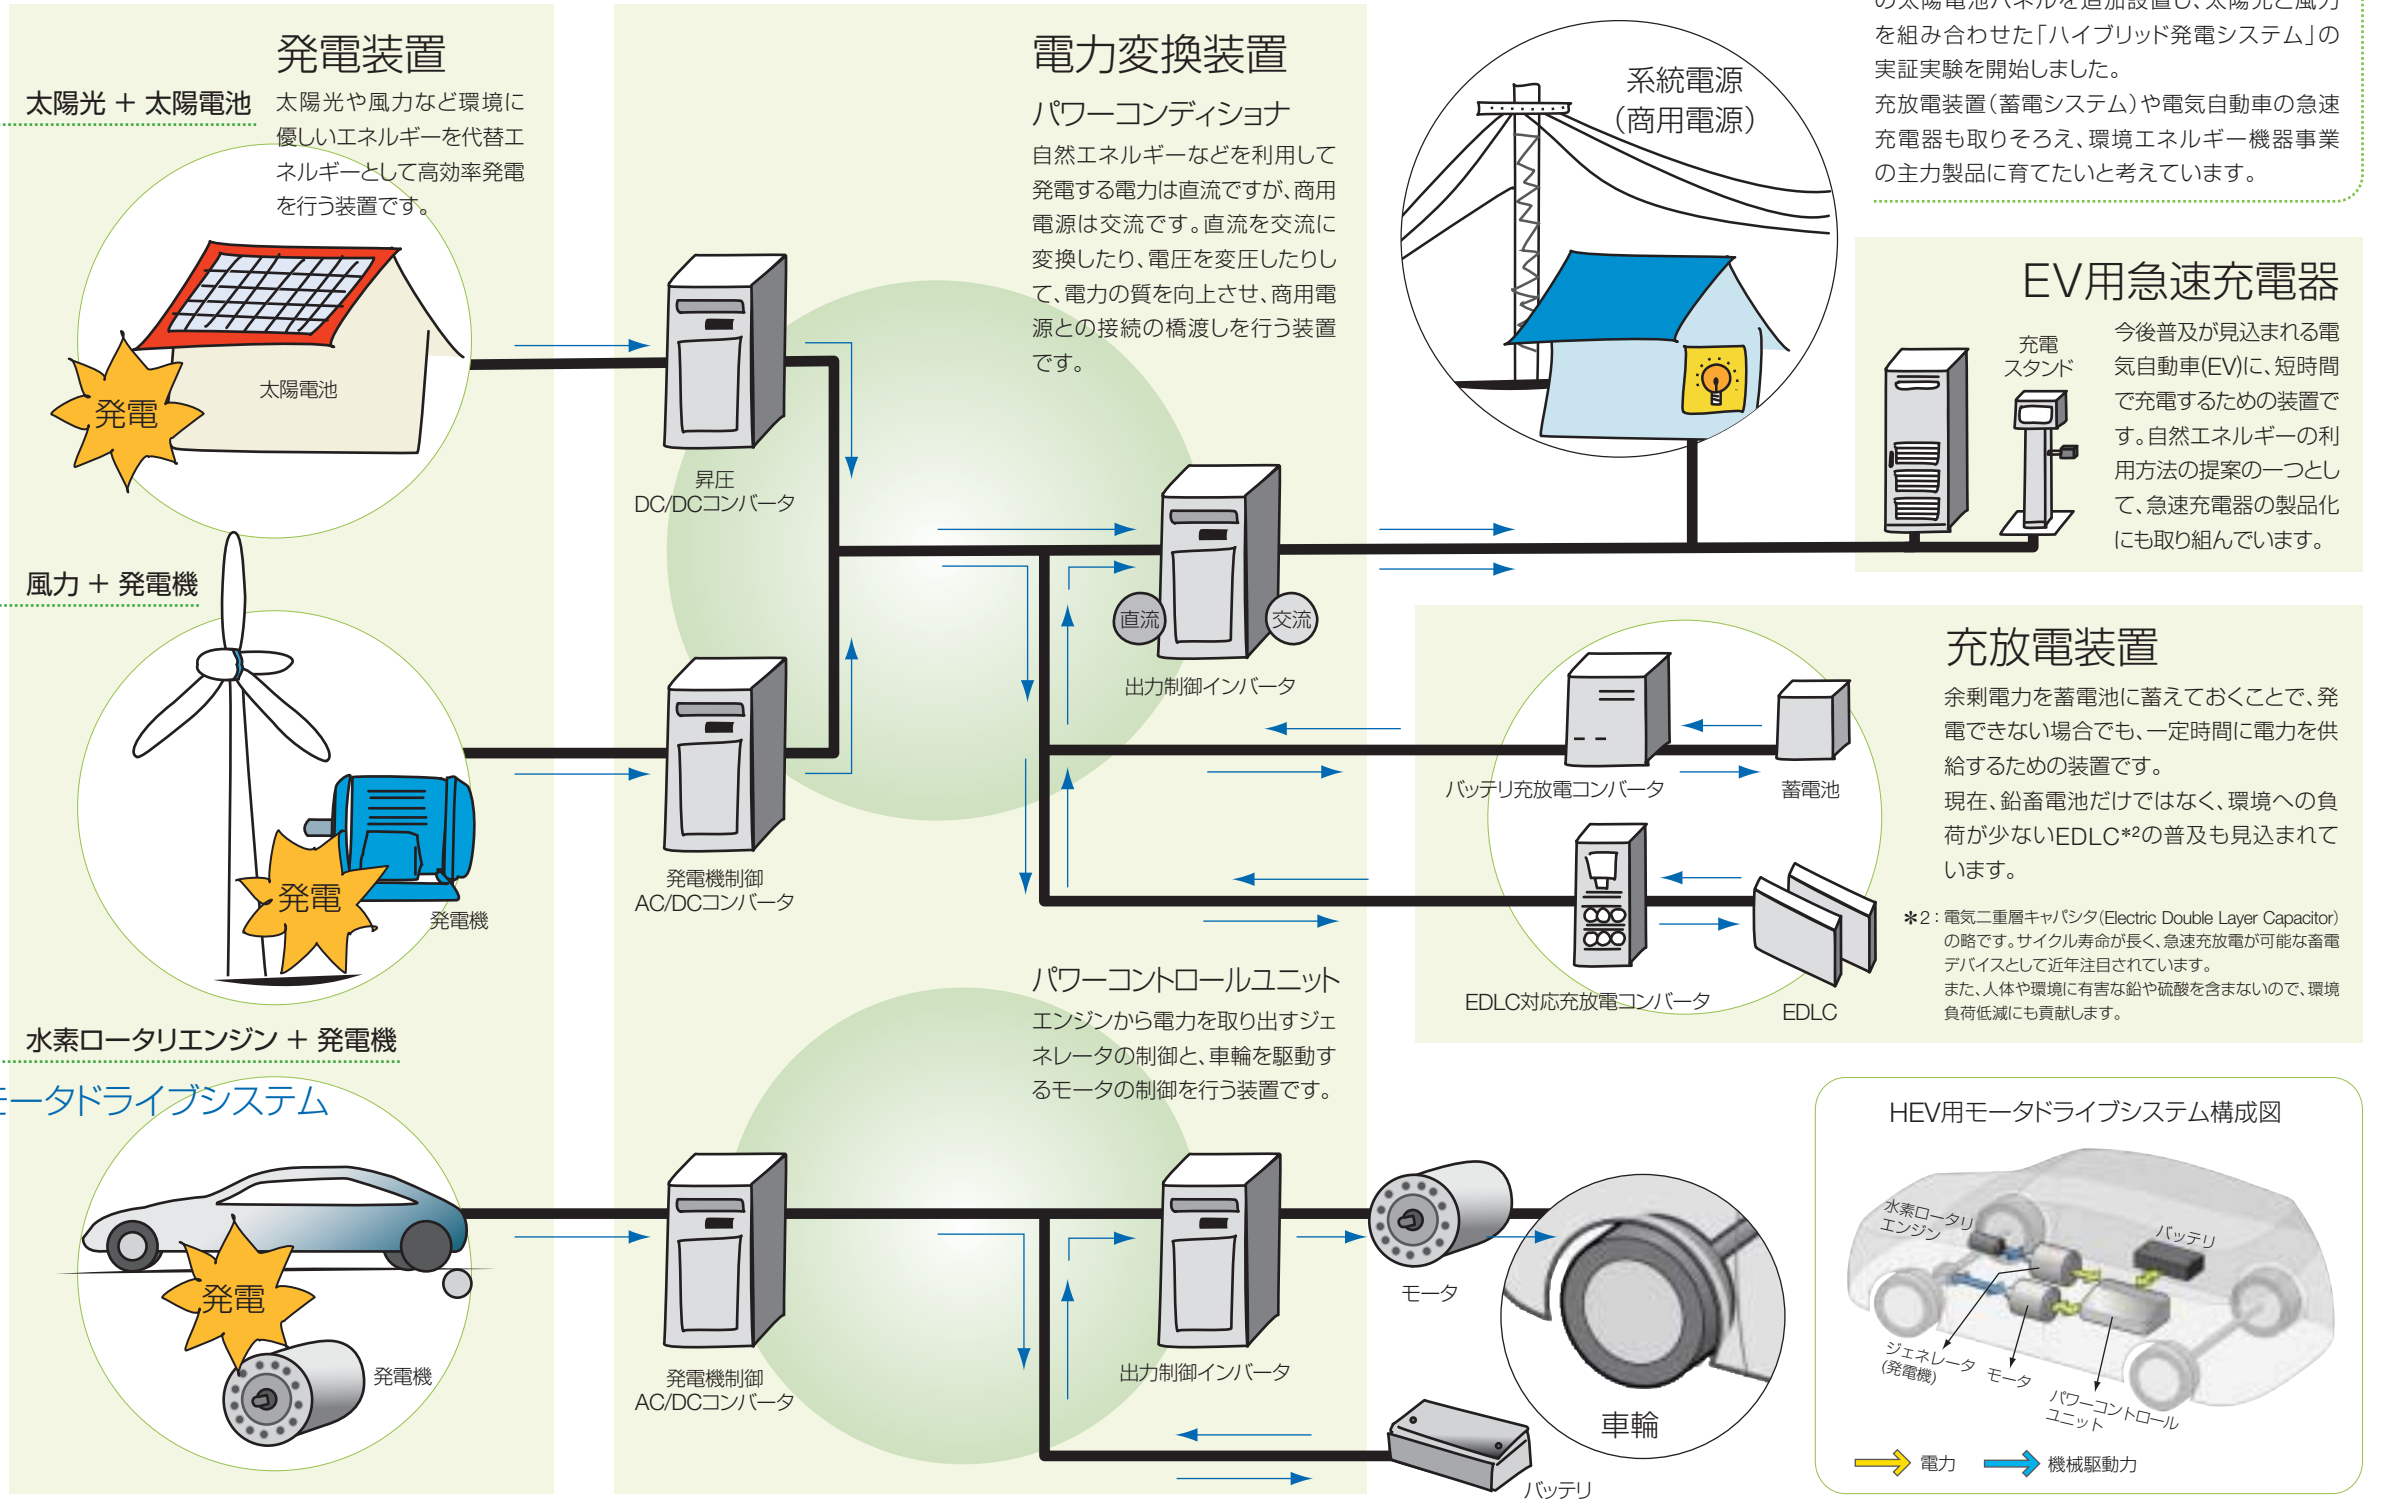 発電装置
太陽光 + 太陽電池
太陽光や風力など環境に
優しいエネルギーを代替エ
ネルギーとして高効率発電
を行う装置です。
太陽電池
発電
風力 + 発電機
発電
発電機
水素ロータリエンジン + 発電機
ータドライブシステム
発電
発電機
電力変換装置
パワーコンディショナ
自然エネルギーなどを利用して
発電する電力は直流ですが、商用
電源は交流です。直流を交流に
変換したり、電圧を変圧したりし
て、電力の質を向上させ、商用電
源との接続の橋渡しを行う装置
です。
昇圧
DC/DCコンバータ
直流
交流
出力制御インバータ
発電機制御
AC/DCコンバータ
パワーコントロールユニット
エンジンから電力を取り出すジェ
ネレータの制御と、車輪を駆動す
るモータの制御を行う装置です。
発電機制御
AC/DCコンバータ
出力制御インバータ
モータ
車輪
バッテリ
系統電源
（商用電源）
の太陽電池パネルを追加設置し、太陽光と風力
を組み合わせた「ハイブリッド発電システム」の
実証実験を開始しました。
充放電装置（蓄電システム）や電気自動車の急速
充電器も取りそろえ、環境エネルギー機器事業
の主力製品に育てたいと考えています。
EV用急速充電器
充電
スタンド
今後普及が見込まれる電
気自動車(EV)に、短時間
で充電するための装置で
す。自然エネルギーの利
用方法の提案の一つとし
て、急速充電器の製品化
にも取り組んでいます。
充放電装置
余剰電力を蓄電池に蓄えておくことで、発
電できない場合でも、一定時間に電力を供
給するための装置です。
現在、鉛畜電池だけではなく、環境への負
荷が少ないEDLC*2の普及も見込まれて
います。
バッテリ充放電コンバータ
蓄電池
EDLC対応充放電コンバータ
EDLC
＊2：電気二重層キャパシタ(Electric Double Layer Capacitor)
の略です。サイクル寿命が長く、急速充放電が可能な蓄電
デバイスとして近年注目されています。
また、人体や環境に有害な鉛や硫酸を含まないので、環境
負荷低減にも貢献します。
HEV用モータドライブシステム構成図
水素ロータリ
エンジン
バッテリ
ジェネレータ
(発電機)
モータ
パワーコントロール
ユニット
電力
機械駆動力